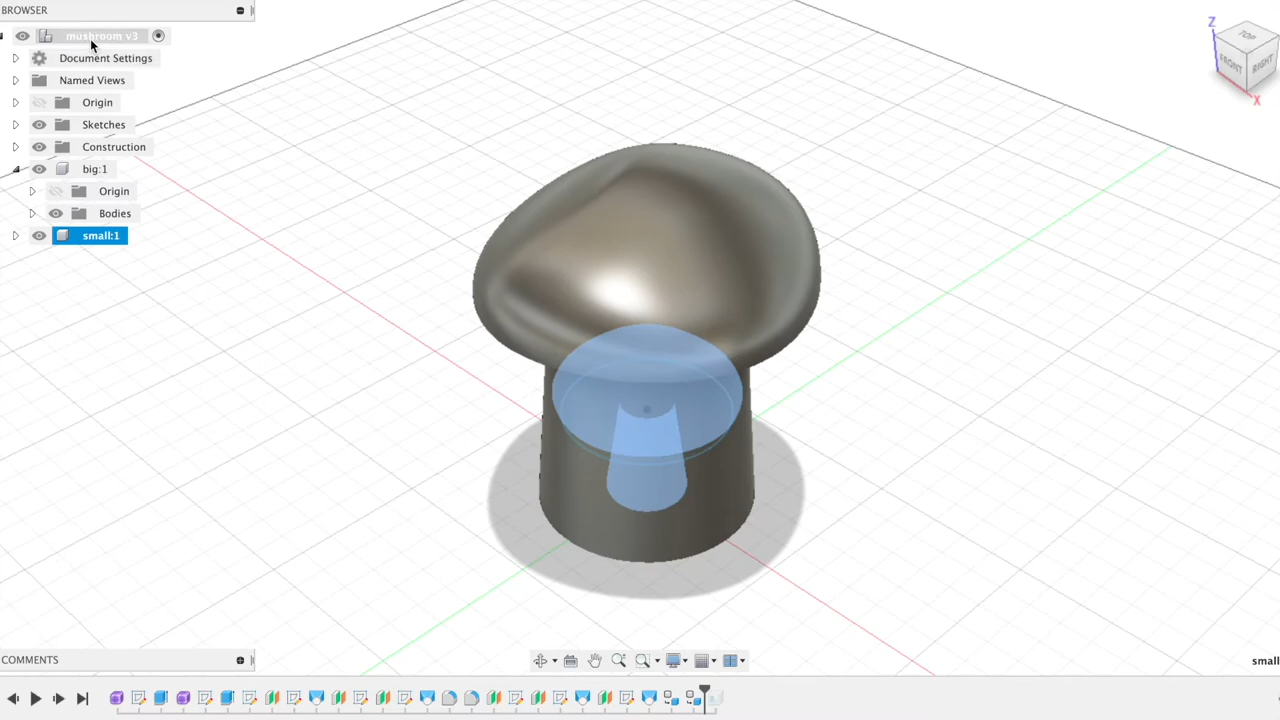 BROWSER
mushroom v3
Document Settings
Named Views
Origin
Sketches
Construction
big:1
Origin
Bodies
small:1
Z
TOP
FRONT
RIGHT
X
COMMENTS
small